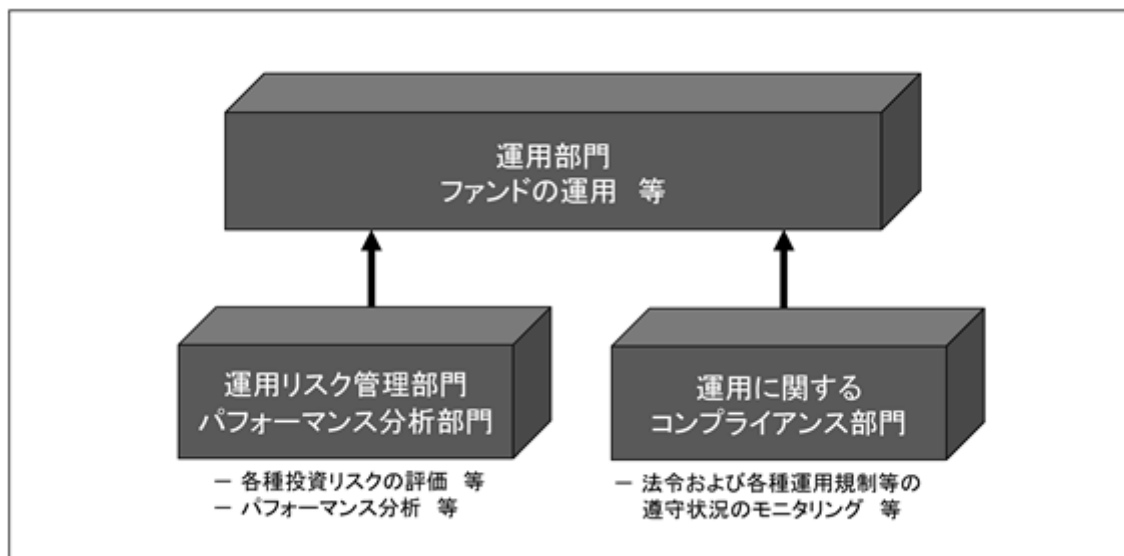 運用部門
ファンドの運用 等
運用リスク管理部門
パフォーマンス分析部門
－ 各種投資リスクの評価 等
－ パフォーマンス分析 等
運用に関する
コンプライアンス部門
－ 法令および各種運用規制等の
遵守状況のモニタリング 等